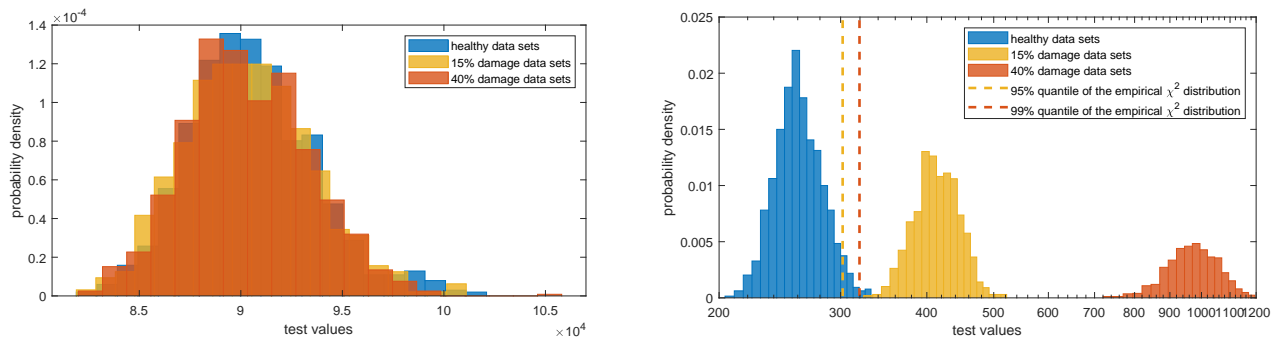 ×10⁻⁴
1.4
1.2
1
0.8
0.6
0.4
0.2
0
probability density
healthy data sets
15% damage data sets
40% damage data sets
8.5 9 9.5 10 10.5
test values
×10⁴
0.025
0.02
0.015
0.01
0.005
0
probability density
healthy data sets
15% damage data sets
40% damage data sets
95% quantile of the empirical χ² distribution
99% quantile of the empirical χ² distribution
200 300 400 500 600 700 800 900 1000 1200
test values